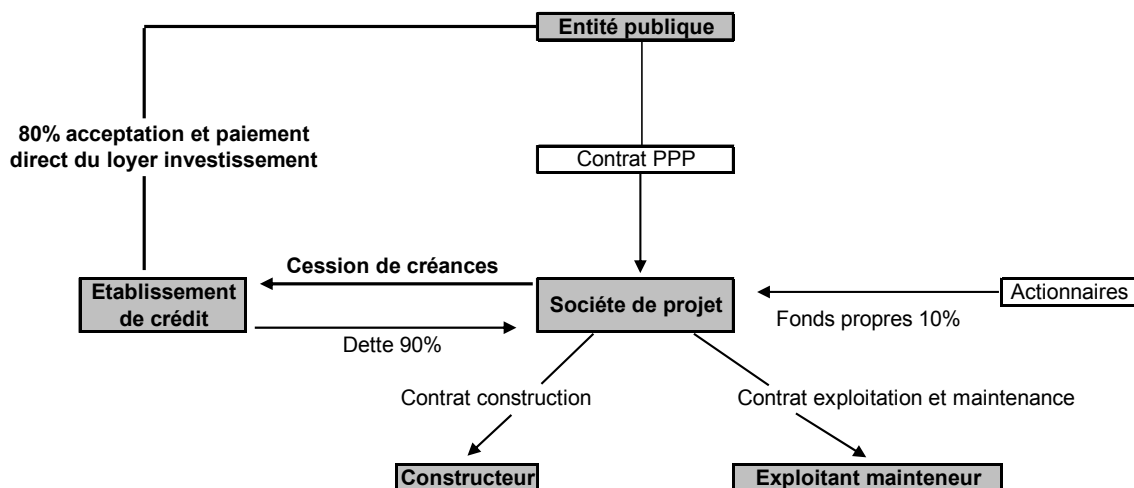 Entité publique
80% acceptation et paiement
direct du loyer investissement
Contrat PPP
Cession de créances
Etablissement
de crédit
Sociéte de projet
Actionnaires
Fonds propres 10%
Dette 90%
Contrat construction
Contrat exploitation et maintenance
Constructeur
Exploitant mainteneur